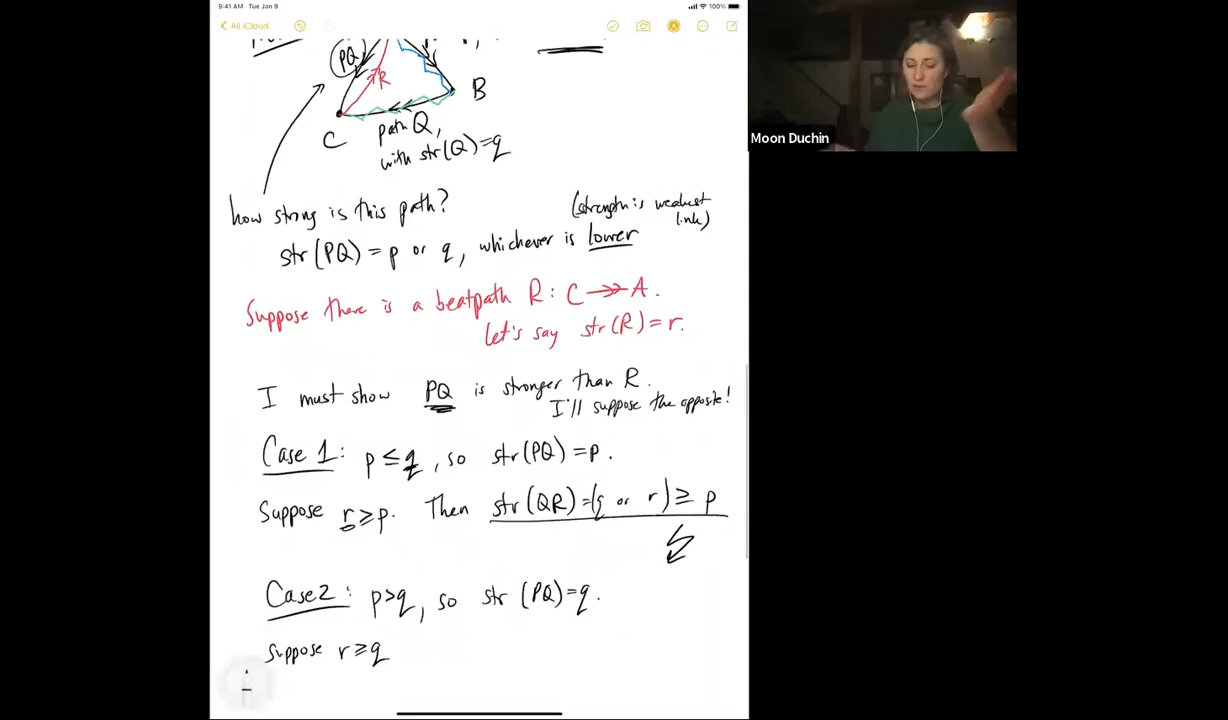 9:41 AM Tue Jan 9
100%
All iCloud
PQ
R
B
C
path Q,
with str(Q)=q
how strong is this path?
(strength is weakest
link)
str(PQ) = p or q, whichever is lower
Suppose there is a beatpath R: C ↠ A.
let's say str(R)=r.
I must show PQ is stronger than R.
I'll suppose the opposite!
Case 1: p ≤ q, so str(PQ)=p.
Suppose r ≥ p. Then str(QR)=(q or r) ≥ p
Case 2: p>q, so str(PQ)=q.
Suppose r ≥ q
Moon Duchin